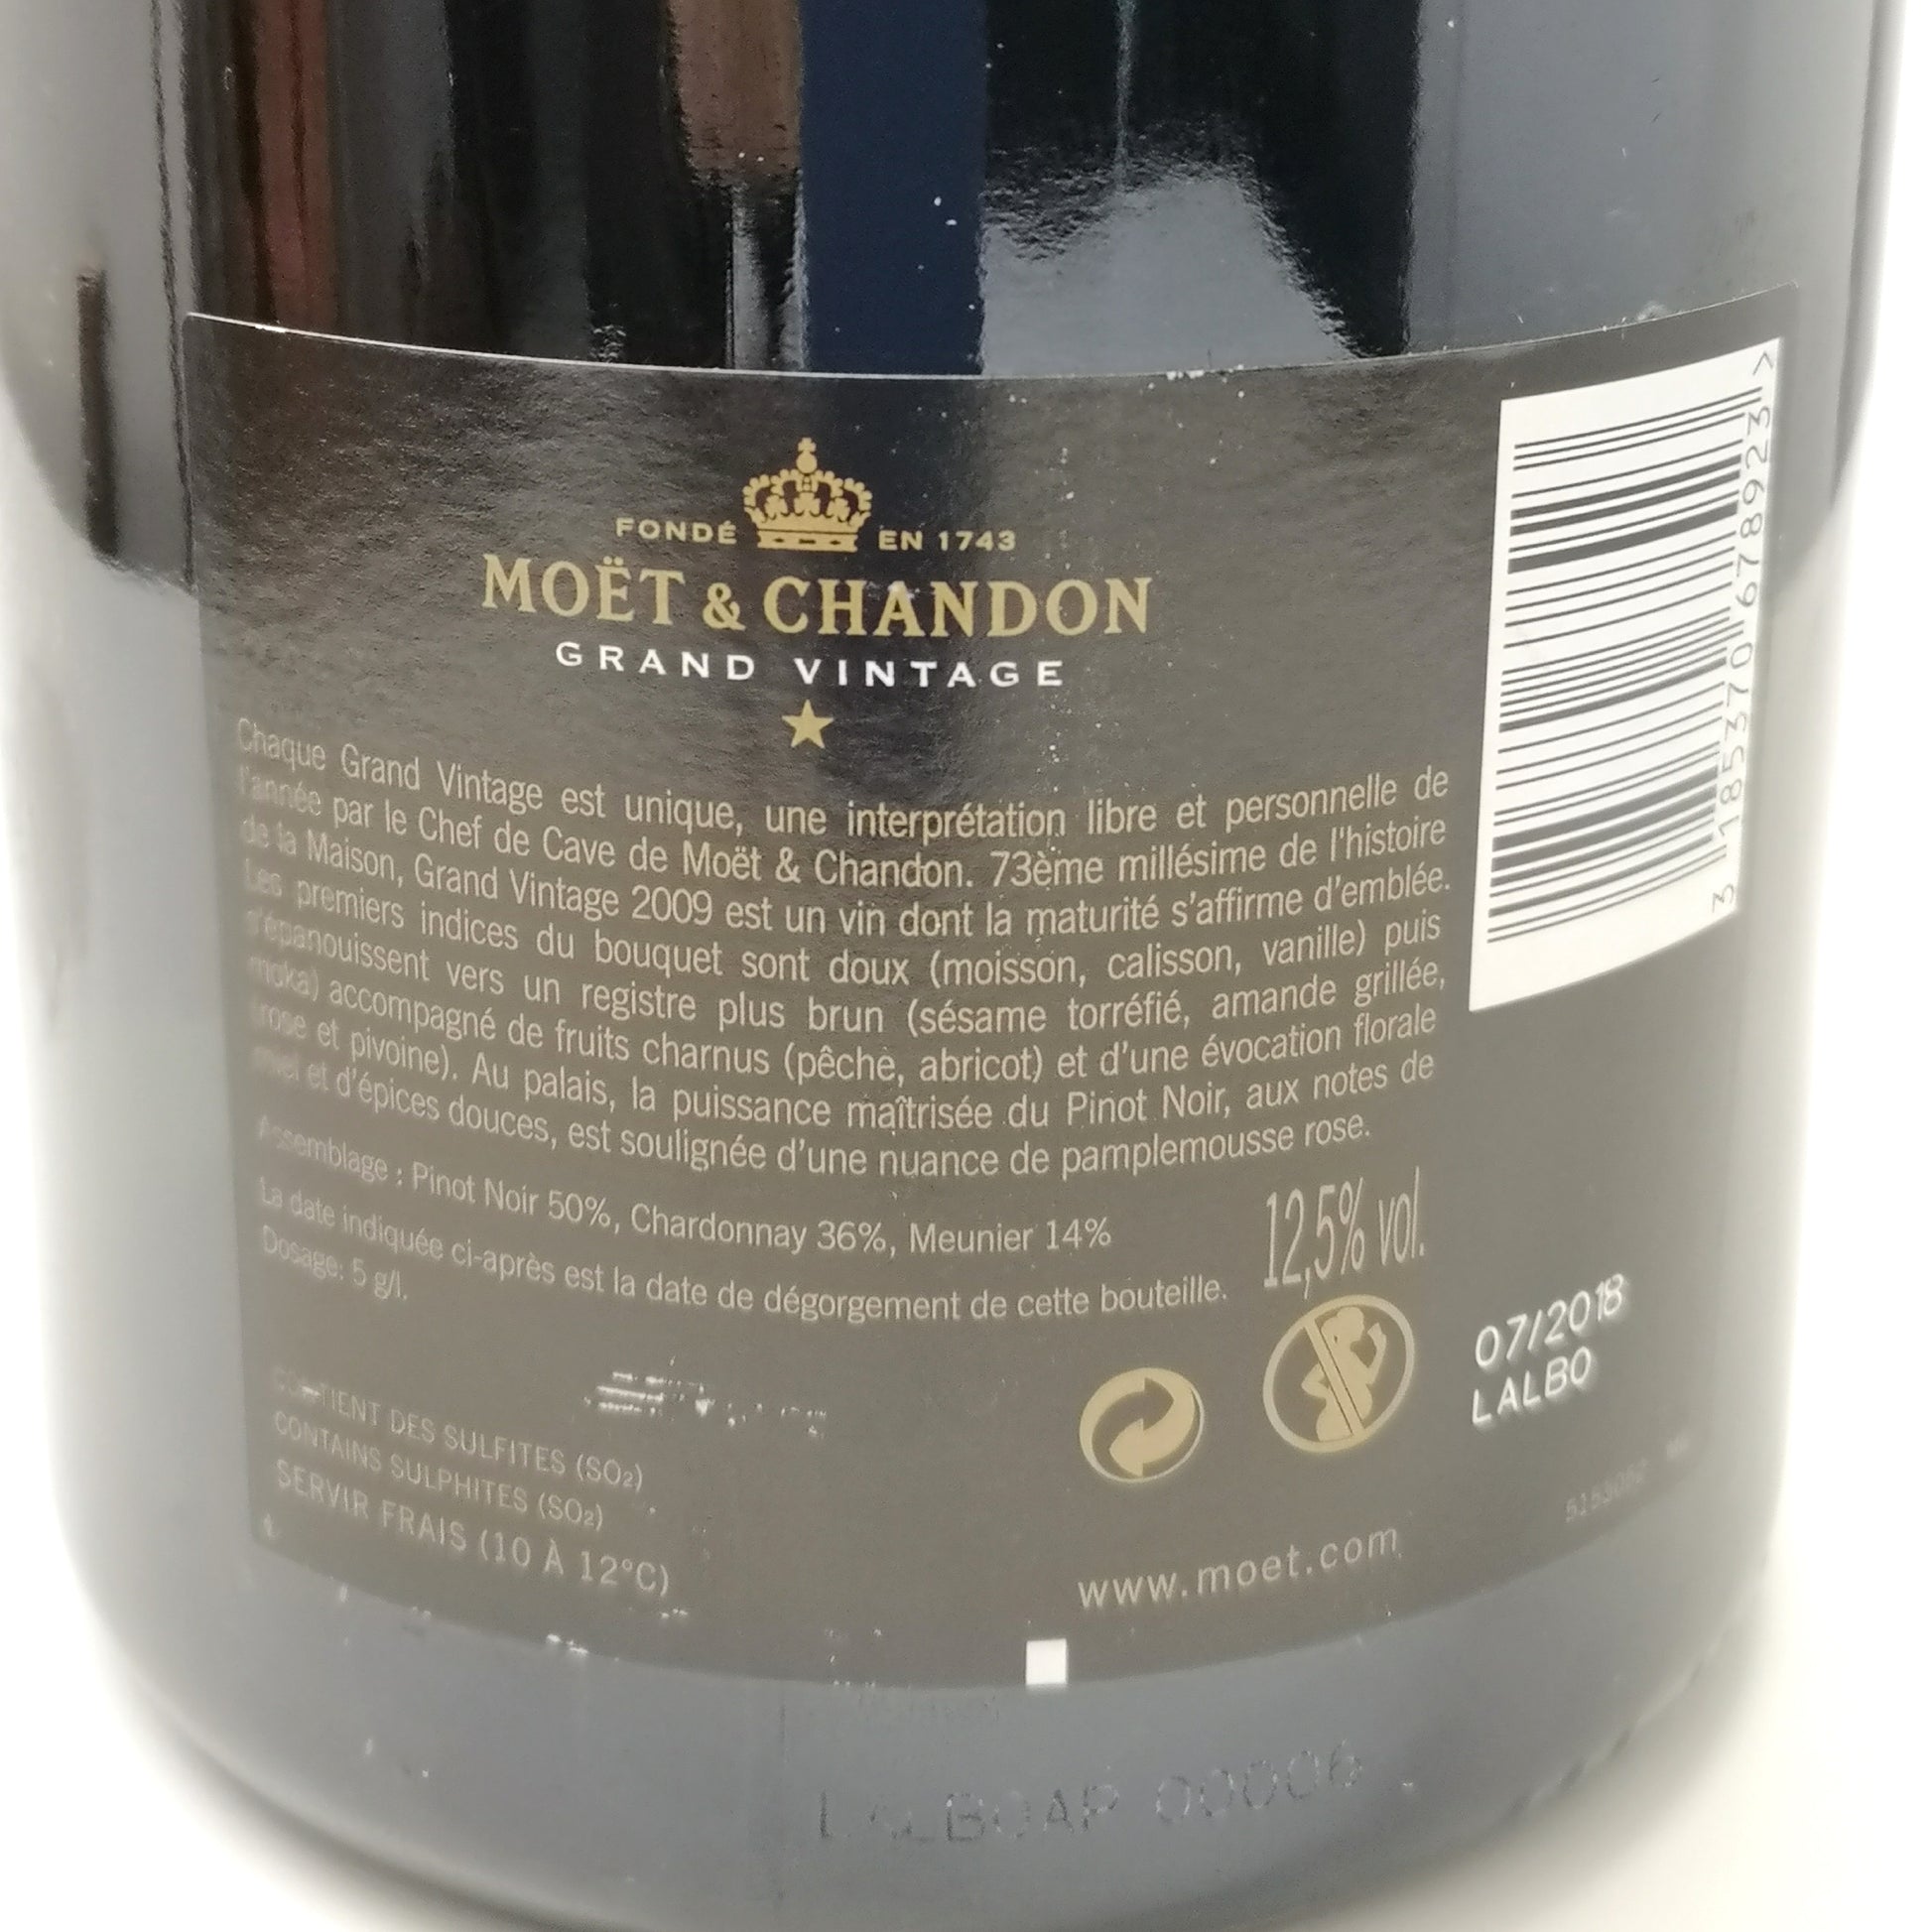 FONDÉ EN 1743
MOËT & CHANDON
GRAND VINTAGE
Chaque Grand Vintage est unique, une interprétation libre et personnelle de
l'année par le Chef de Cave de Moët & Chandon. 73ème millésime de l'histoire
de la Maison, Grand Vintage 2009 est un vin dont la maturité s'affirme d'emblée.
Les premiers indices du bouquet sont doux (moisson, calisson, vanille) puis
s'épanouissent vers un registre plus brun (sésame torréfié, amande grillée,
moka) accompagné de fruits charnus (pêche, abricot) et d'une évocation florale
(rose et pivoine). Au palais, la puissance maîtrisée du Pinot Noir, aux notes de
miel et d'épices douces, est soulignée d'une nuance de pamplemousse rose.
Assemblage : Pinot Noir 50%, Chardonnay 36%, Meunier 14%
La date indiquée ci-après est la date de dégorgement de cette bouteille.
Dosage: 5 g/l.
12,5% vol.
07/2018
LALBO
CONTIENT DES SULFITES (SO2)
CONTAINS SULPHITES (SO2)
SERVIR FRAIS (10 À 12°C)
www.moet.com
3 185370 678923 >
00006